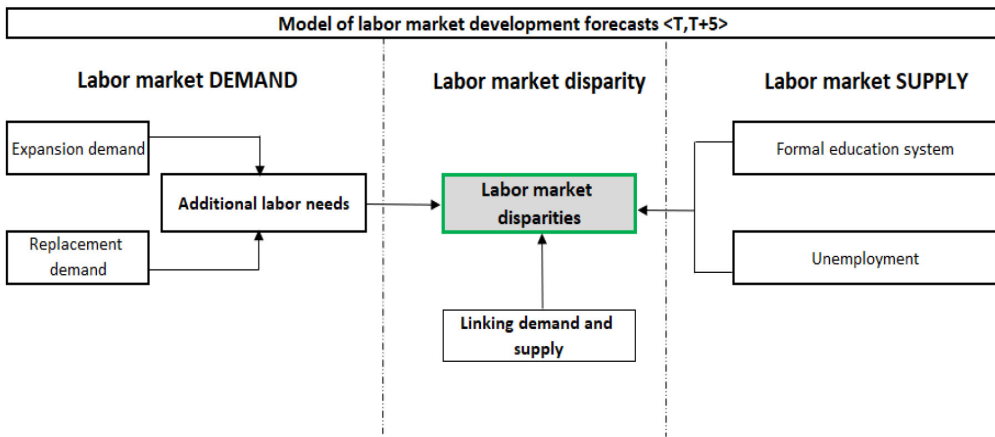 Model of labor market development forecasts <T,T+5>
Labor market DEMAND
Labor market disparity
Labor market SUPPLY
Expansion demand
Formal education system
Additional labor needs
Labor market
disparities
Replacement
demand
Unemployment
Linking demand and
supply